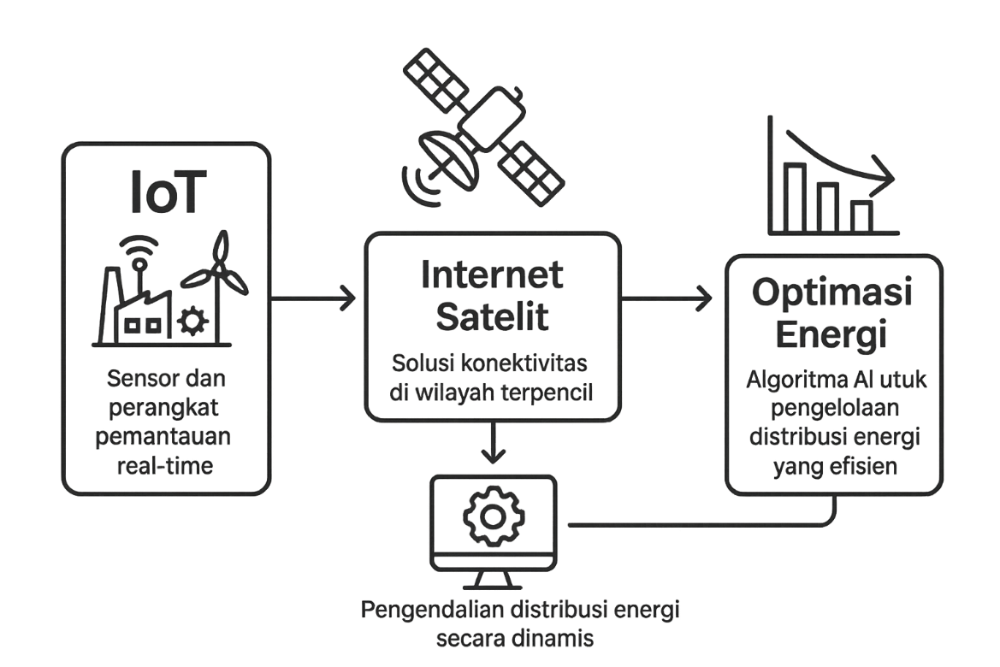 IoT
Sensor dan
perangkat
pemantauan
real-time
Internet
Satelit
Solusi konektivitas
di wilayah terpencil
Optimasi
Energi
Algoritma AI utuk
pengelolaan
distribusi energi
yang efisien
Pengendalian distribusi energi
secara dinamis